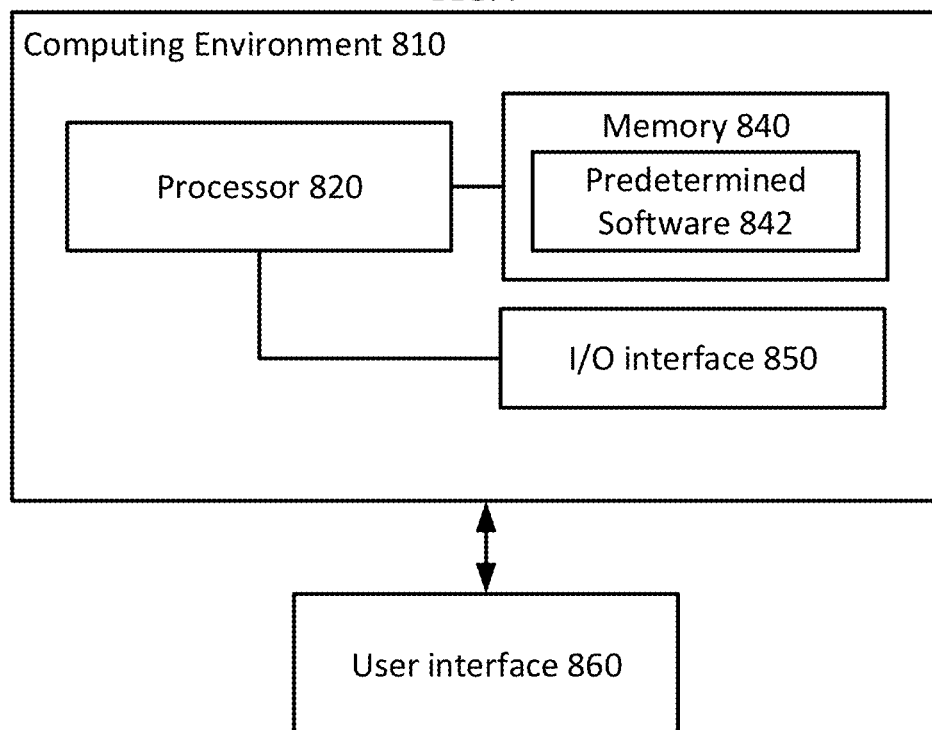 Computing Environment 810
Memory 840
Processor 820
Predetermined
Software 842
I/O interface 850
User interface 860